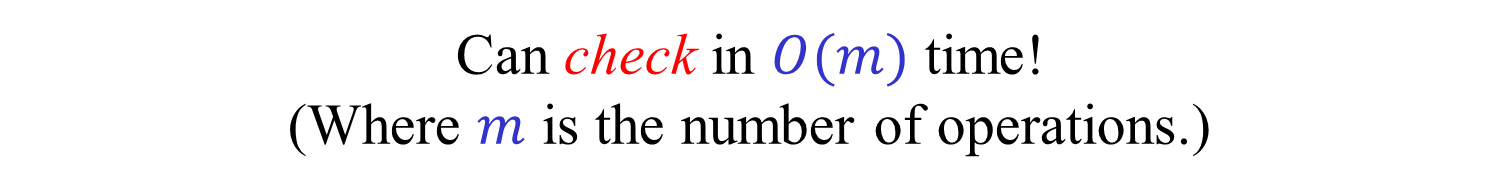 Can check in O(m) time!
(Where m is the number of operations.)